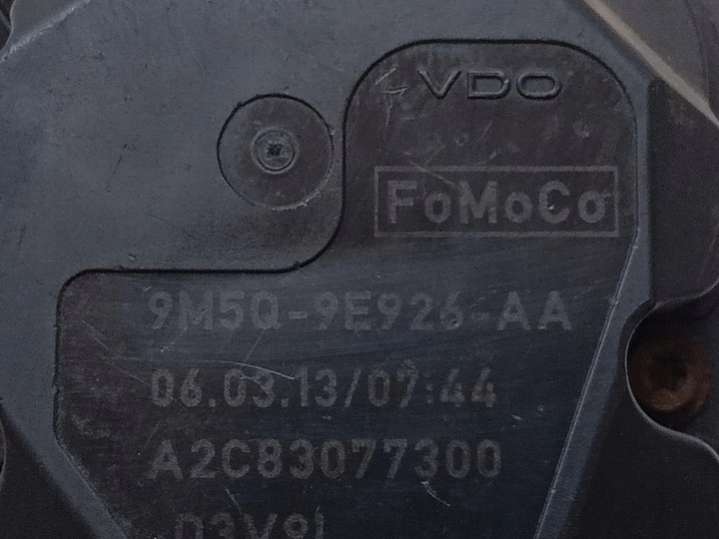 VDO
FoMoCo
9M5Q-9E926-AA
06.03.13/07:44
A2C83077300